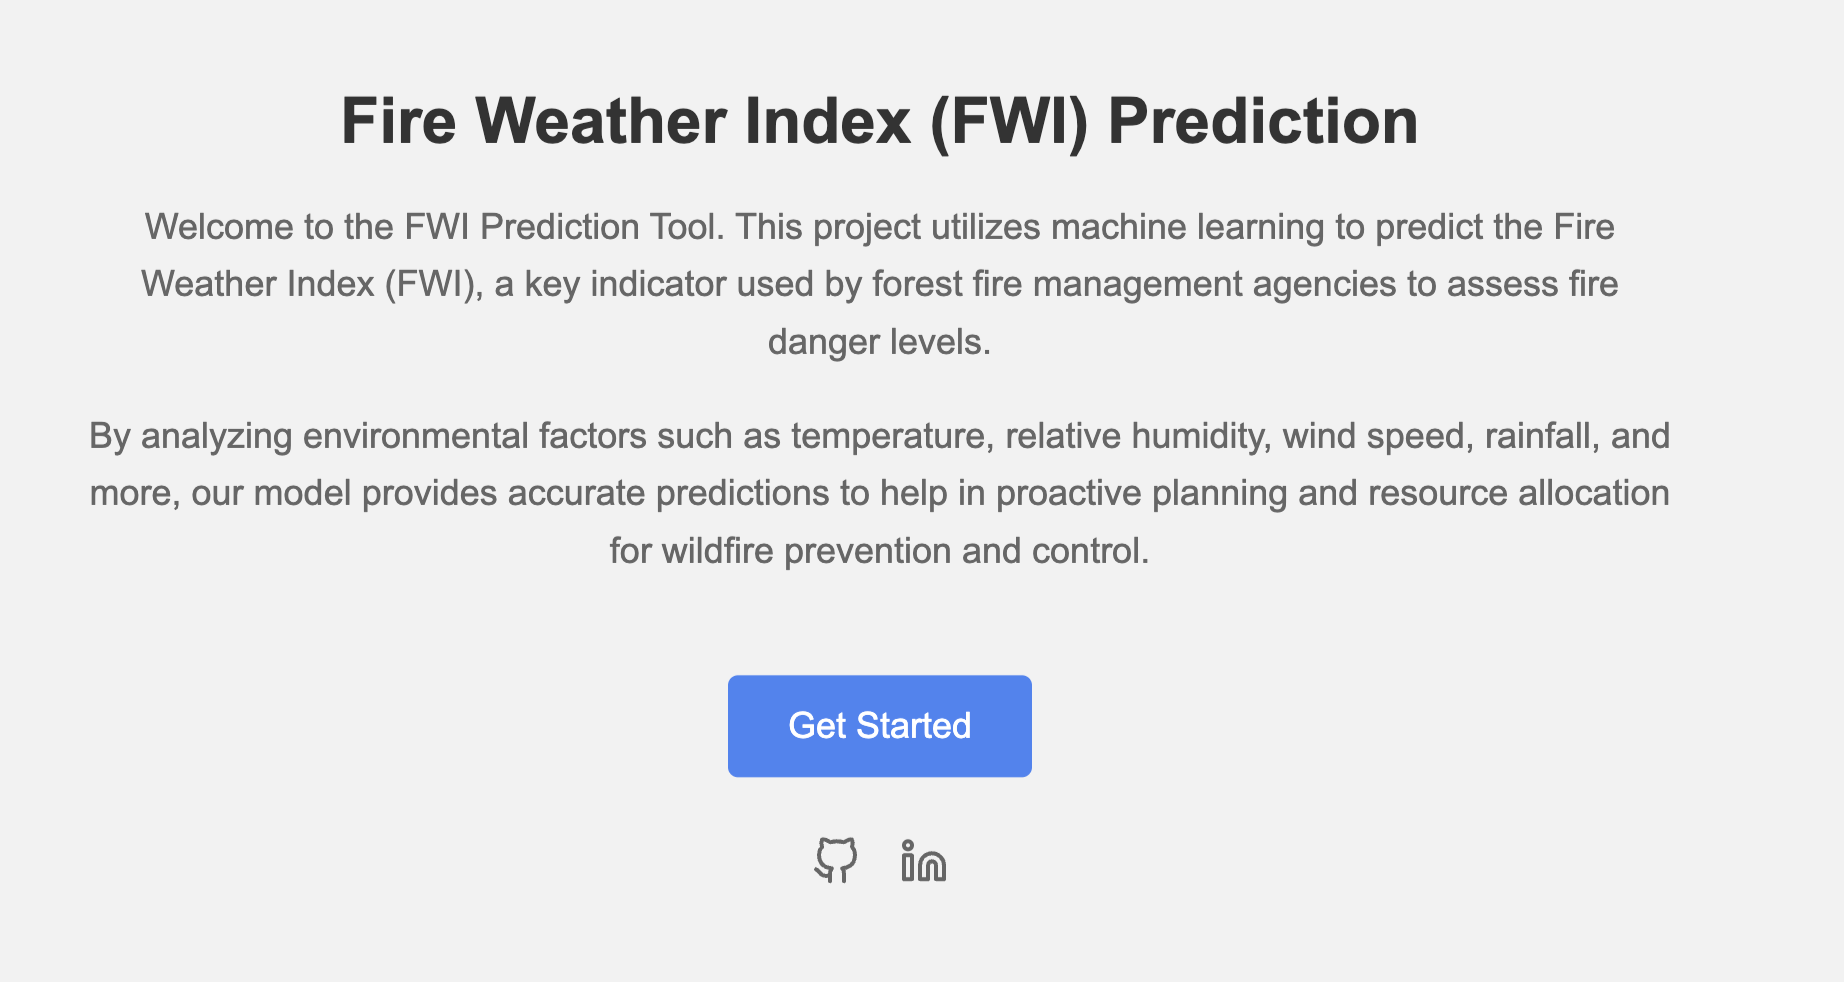 Fire Weather Index (FWI) Prediction
Welcome to the FWI Prediction Tool. This project utilizes machine learning to predict the Fire
Weather Index (FWI), a key indicator used by forest fire management agencies to assess fire
danger levels.
By analyzing environmental factors such as temperature, relative humidity, wind speed, rainfall, and
more, our model provides accurate predictions to help in proactive planning and resource allocation
for wildfire prevention and control.
Get Started